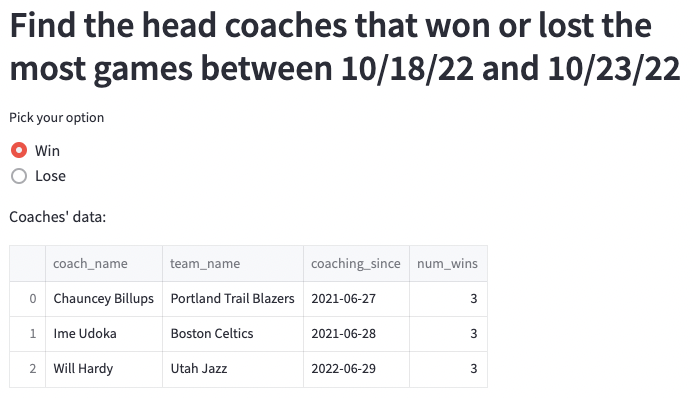 Find the head coaches that won or lost the
most games between 10/18/22 and 10/23/22
Pick your option
Win
Lose
Coaches' data:
coach_name team_name coaching_since num_wins
0 Chauncey Billups Portland Trail Blazers 2021-06-27 3
1 Ime Udoka Boston Celtics 2021-06-28 3
2 Will Hardy Utah Jazz 2022-06-29 3